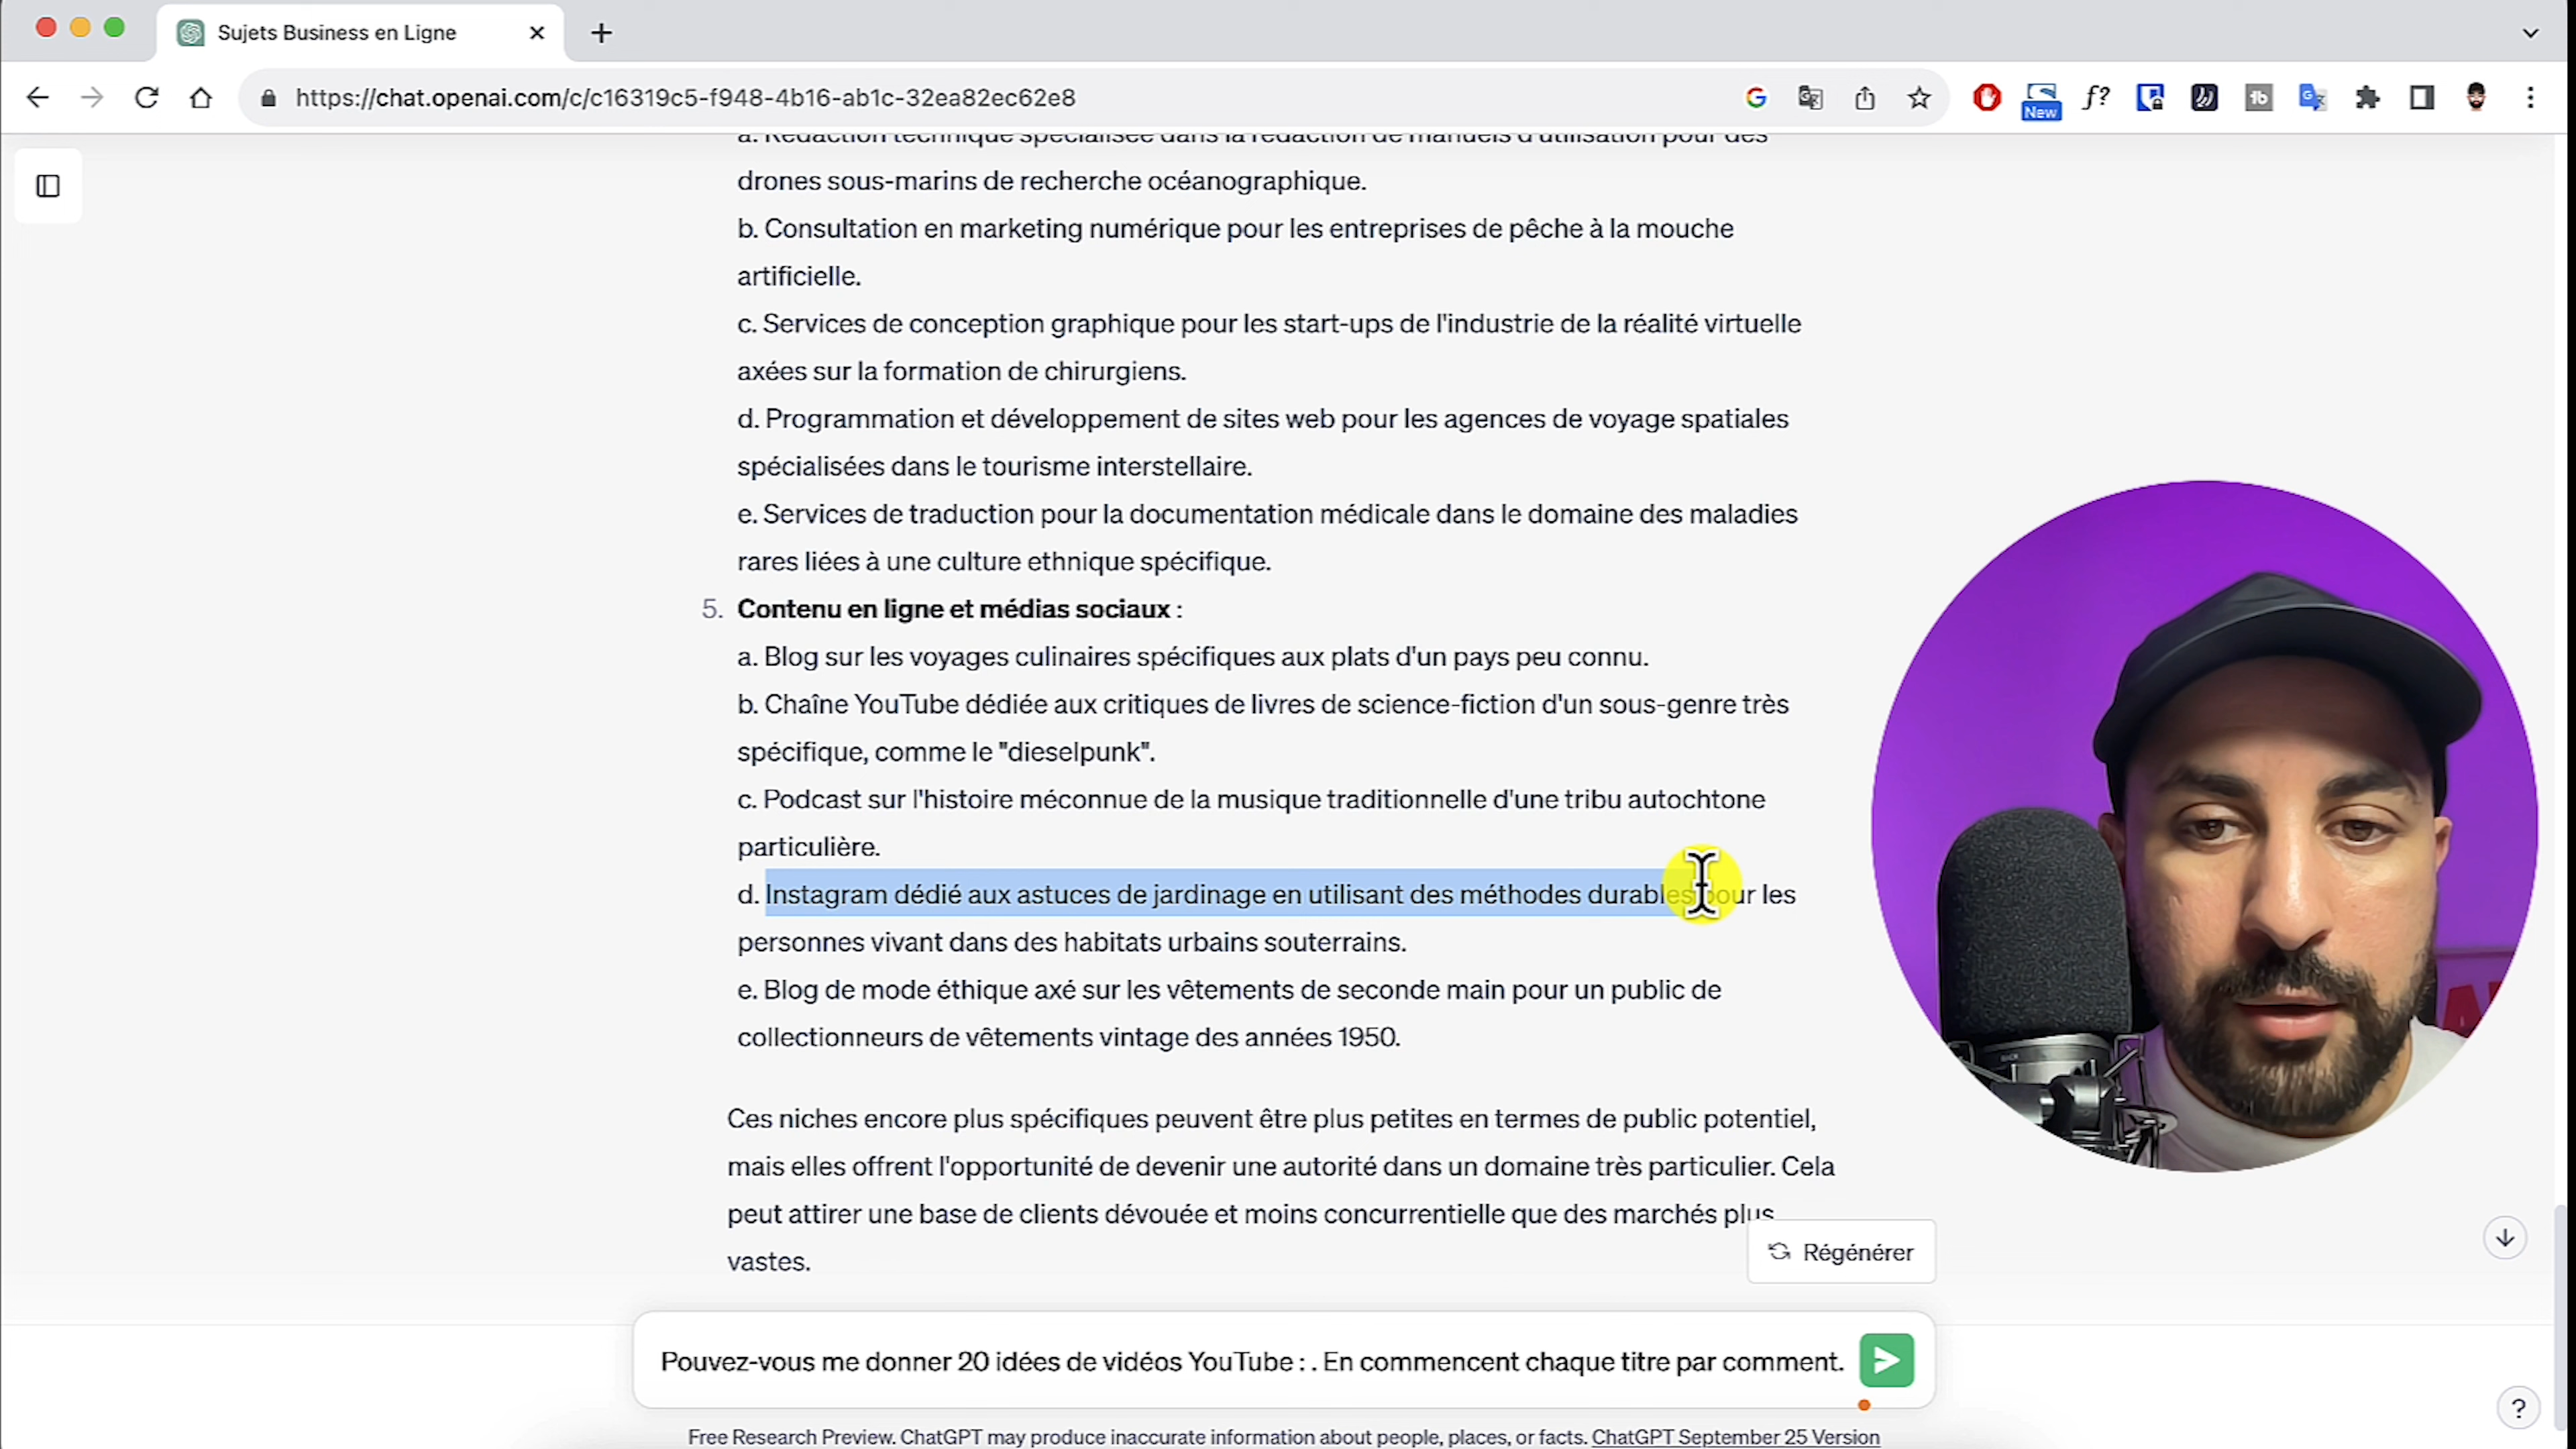 Sujets Business en Ligne
https://chat.openai.com/c/c16319c5-f948-4b16-ab1c-32ea82ec62e8
New
a. Rédaction technique spécialisée dans la rédaction de manuels d'utilisation pour des
drones sous-marins de recherche océanographique.
b. Consultation en marketing numérique pour les entreprises de pêche à la mouche
artificielle.
c. Services de conception graphique pour les start-ups de l'industrie de la réalité virtuelle
axées sur la formation de chirurgiens.
d. Programmation et développement de sites web pour les agences de voyage spatiales
spécialisées dans le tourisme interstellaire.
e. Services de traduction pour la documentation médicale dans le domaine des maladies
rares liées à une culture ethnique spécifique.
5. Contenu en ligne et médias sociaux :
a. Blog sur les voyages culinaires spécifiques aux plats d'un pays peu connu.
b. Chaîne YouTube dédiée aux critiques de livres de science-fiction d'un sous-genre très
spécifique, comme le "dieselpunk".
c. Podcast sur l'histoire méconnue de la musique traditionnelle d'une tribu autochtone
particulière.
d. Instagram dédié aux astuces de jardinage en utilisant des méthodes durables pour les
personnes vivant dans des habitats urbains souterrains.
e. Blog de mode éthique axé sur les vêtements de seconde main pour un public de
collectionneurs de vêtements vintage des années 1950.
Ces niches encore plus spécifiques peuvent être plus petites en termes de public potentiel,
mais elles offrent l'opportunité de devenir une autorité dans un domaine très particulier. Cela
peut attirer une base de clients dévouée et moins concurrentielle que des marchés plus
vastes.
Régénérer
Pouvez-vous me donner 20 idées de vidéos YouTube : . En commencent chaque titre par comment.
Free Research Preview. ChatGPT may produce inaccurate information about people, places, or facts. ChatGPT September 25 Version
?